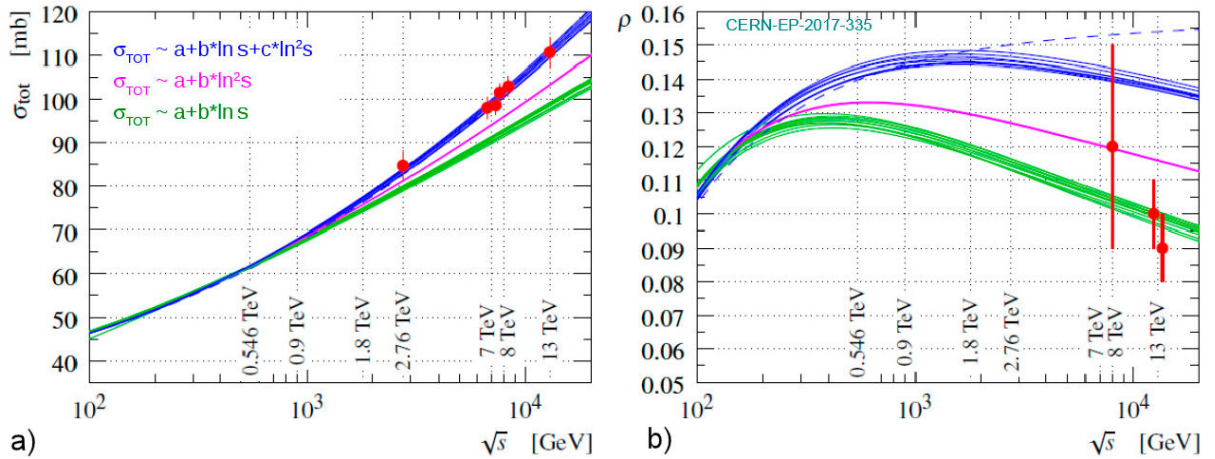 σtot [mb]
120
110
100
90
80
70
60
50
40
σTOT ~ a+b*ln s+c*ln²s
σTOT ~ a+b*ln²s
σTOT ~ a+b*ln s
0.546 TeV
0.9 TeV
1.8 TeV
2.76 TeV
7 TeV
8 TeV
13 TeV
10²
10³
10⁴
√s [GeV]
a)
ρ
0.16
0.15
0.14
0.13
0.12
0.11
0.1
0.09
0.08
0.07
0.06
0.05
CERN-EP-2017-335
0.546 TeV
0.9 TeV
1.8 TeV
2.76 TeV
7 TeV
8 TeV
13 TeV
10²
10³
10⁴
√s [GeV]
b)